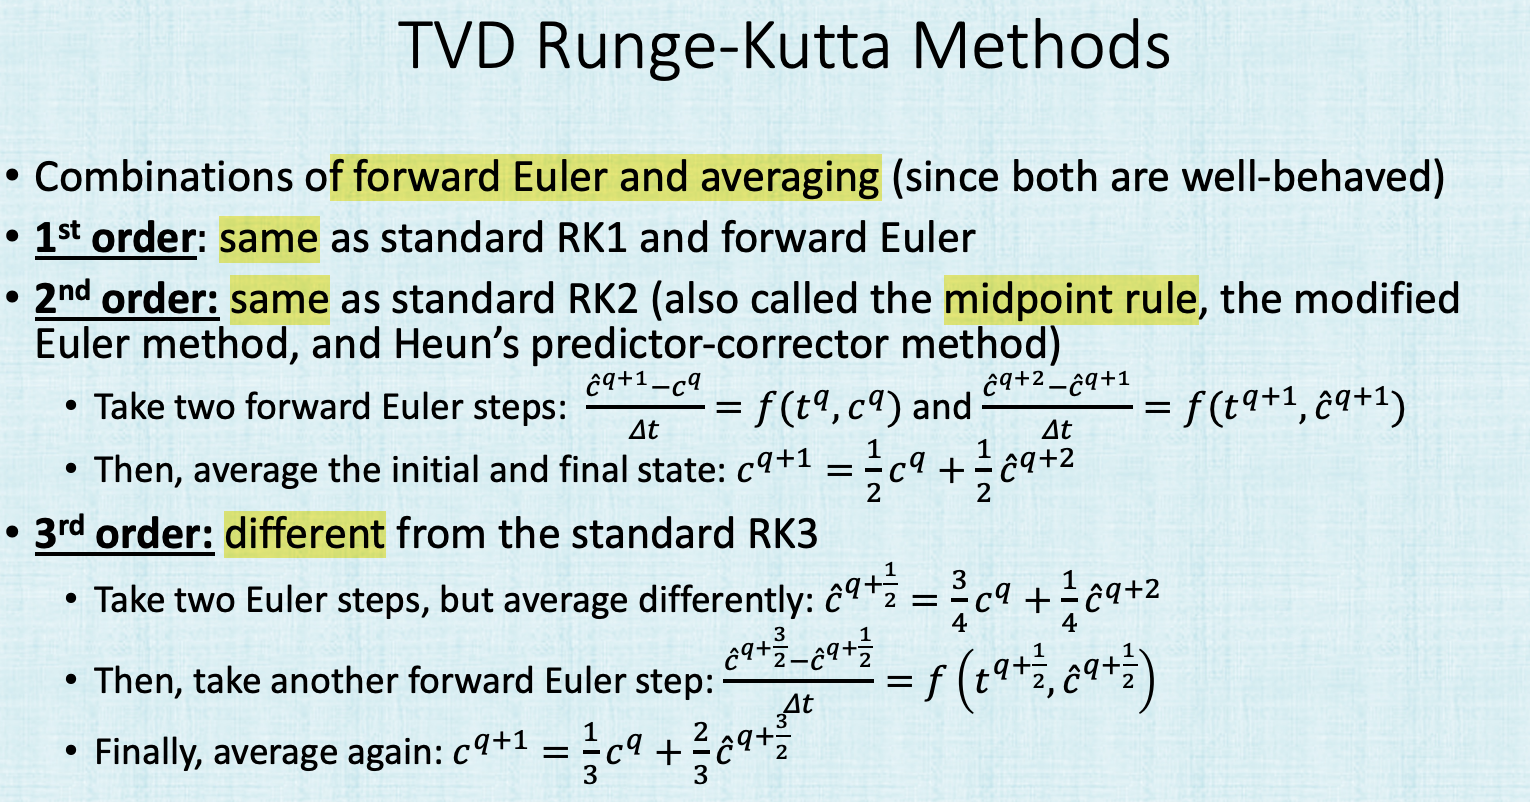 TVD Runge-Kutta Methods
• Combinations of forward Euler and averaging (since both are well-behaved)
• 1st order: same as standard RK1 and forward Euler
• 2nd order: same as standard RK2 (also called the midpoint rule, the modified
Euler method, and Heun’s predictor-corrector method)
• Take two forward Euler steps: $\frac{\hat{c}^{q+1}-c^q}{\Delta t} = f(t^q, c^q)$ and $\frac{\hat{c}^{q+2}-\hat{c}^{q+1}}{\Delta t} = f(t^{q+1}, \hat{c}^{q+1})$
• Then, average the initial and final state: $c^{q+1} = \frac{1}{2}c^q + \frac{1}{2}\hat{c}^{q+2}$
• 3rd order: different from the standard RK3
• Take two Euler steps, but average differently: $\hat{c}^{q+\frac{1}{2}} = \frac{3}{4}c^q + \frac{1}{4}\hat{c}^{q+2}$
• Then, take another forward Euler step: $\frac{\hat{c}^{q+\frac{3}{2}}-\hat{c}^{q+\frac{1}{2}}}{\Delta t} = f\left(t^{q+\frac{1}{2}}, \hat{c}^{q+\frac{1}{2}}\right)$
• Finally, average again: $c^{q+1} = \frac{1}{3}c^q + \frac{2}{3}\hat{c}^{q+\frac{3}{2}}$